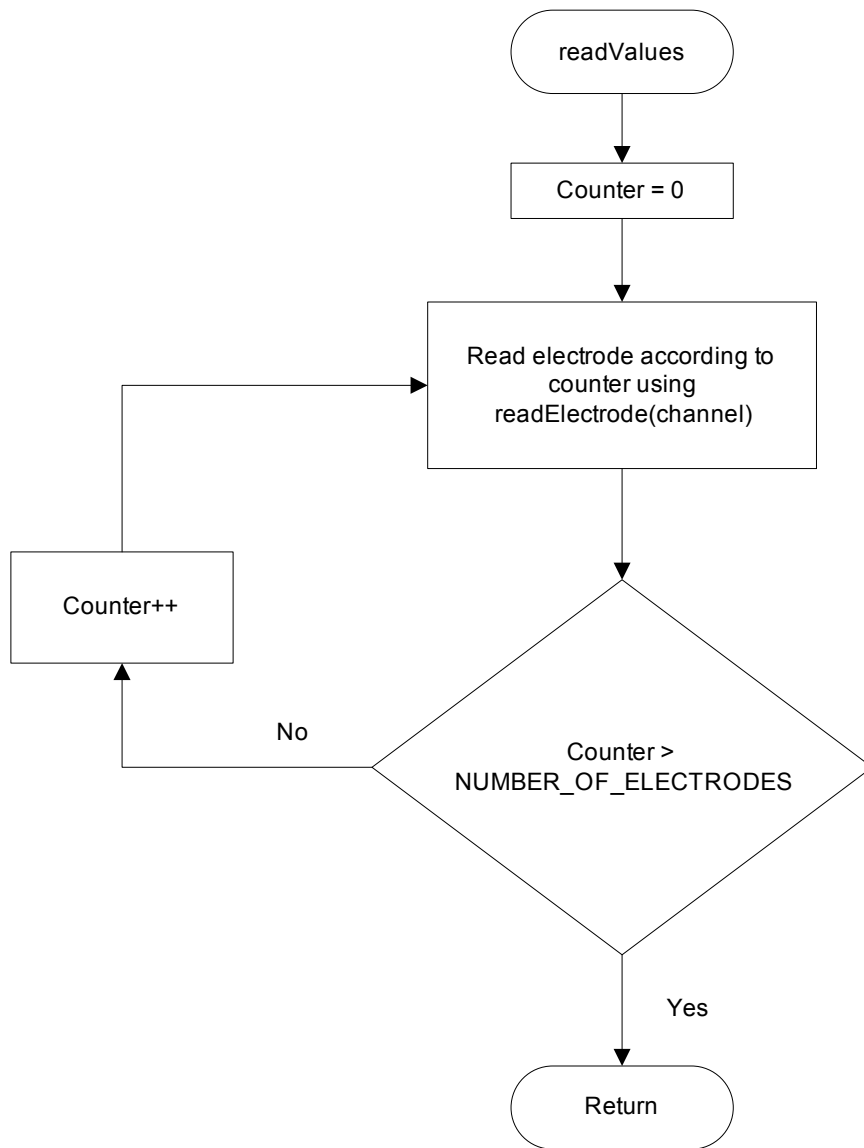 readValues
Counter = 0
Read electrode according to
counter using
readElectrode(channel)
Counter++
No
Counter >
NUMBER_OF_ELECTRODES
Yes
Return